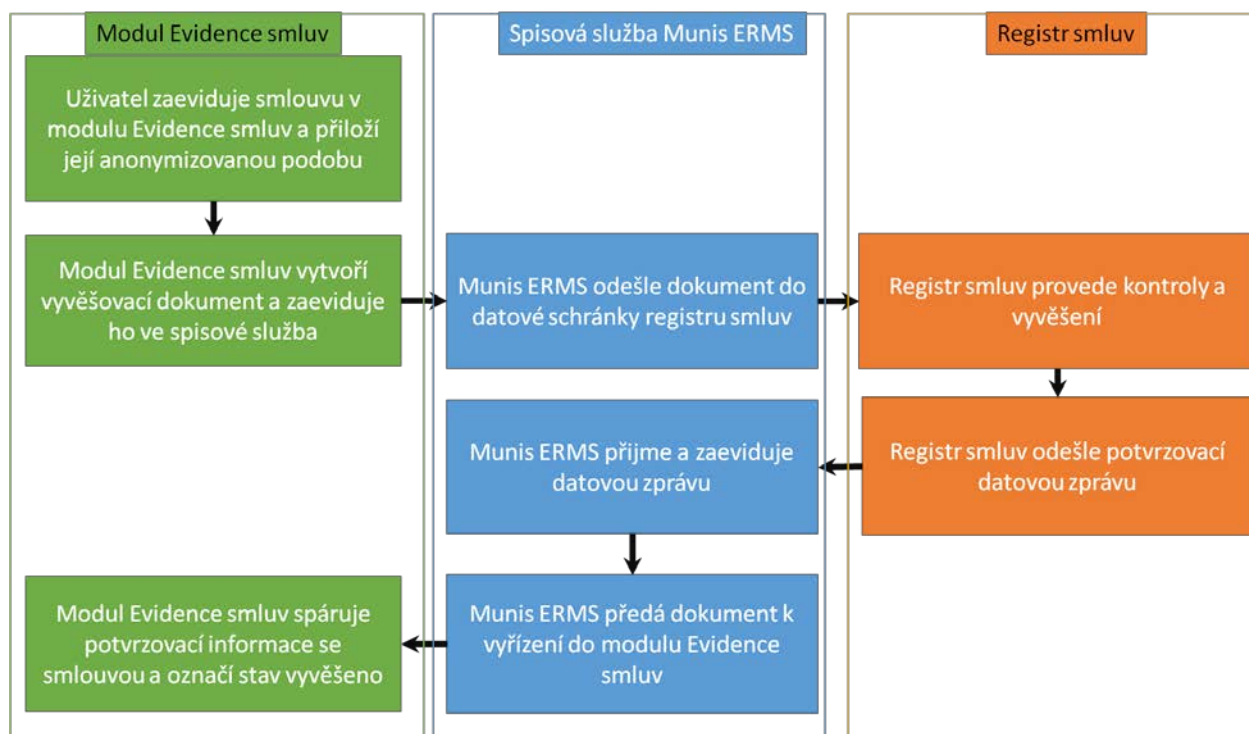 Modul Evidence smluv
Spisová služba Munis ERMS
Registr smluv
Uživatel zaeviduje smlouvu v
modulu Evidence smluv a přiloží
její anonymizovanou podobu
Modul Evidence smluv vytvoří
vyvěšovací dokument a zaeviduje
ho ve spisové služba
Munis ERMS odešle dokument do
datové schránky registru smluv
Registr smluv provede kontroly a
vyvěšení
Munis ERMS přijme a zaeviduje
datovou zprávu
Registr smluv odešle potvrzovací
datovou zprávu
Modul Evidence smluv spáruje
potvrzovací informace se
smlouvou a označí stav vyvěšeno
Munis ERMS předá dokument k
vyřízení do modulu Evidence
smluv